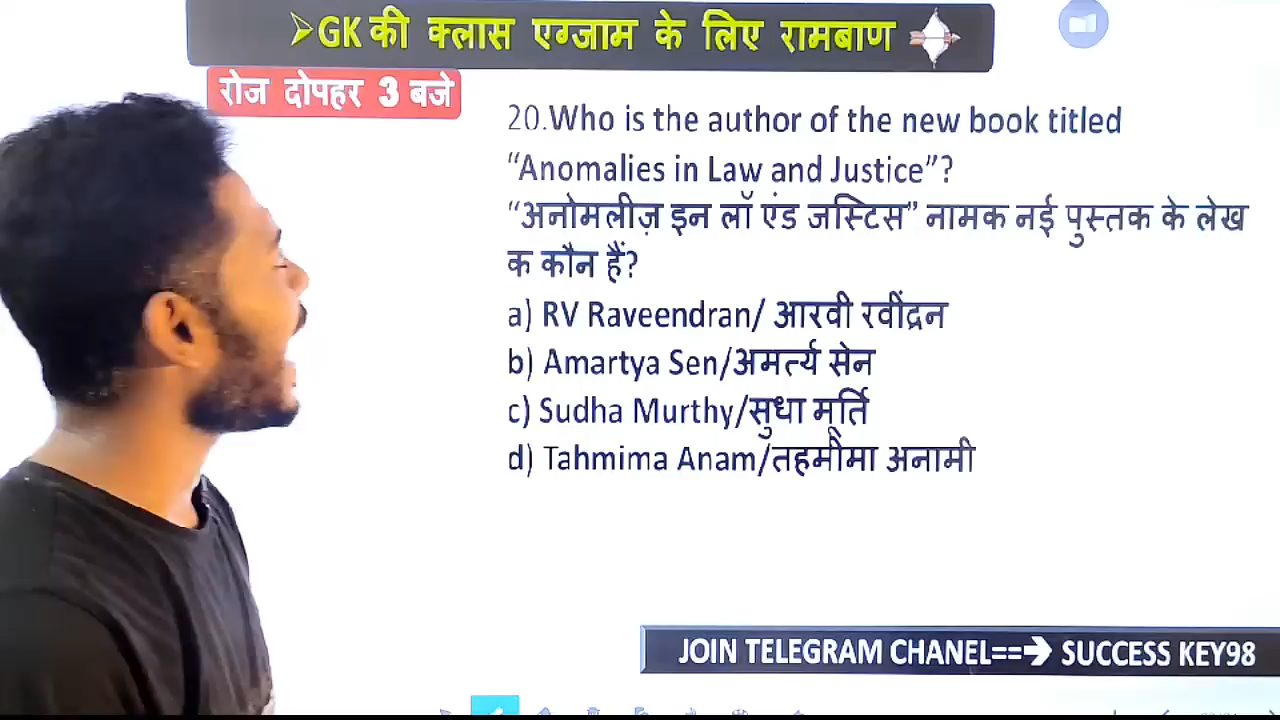 ➢GK की क्लास एग्जाम के लिए रामबाण
रोज दोपहर 3 बजे
20.Who is the author of the new book titled
“Anomalies in Law and Justice”?
“अनोमलीज़ इन लॉ एंड जस्टिस” नामक नई पुस्तक के लेख
क कौन हैं?
a) RV Raveendran/ आरवी रवींद्रन
b) Amartya Sen/अमर्त्य सेन
c) Sudha Murthy/सुधा मूर्ति
d) Tahmima Anam/तहमीमा अनामी
JOIN TELEGRAM CHANEL==➔ SUCCESS KEY98